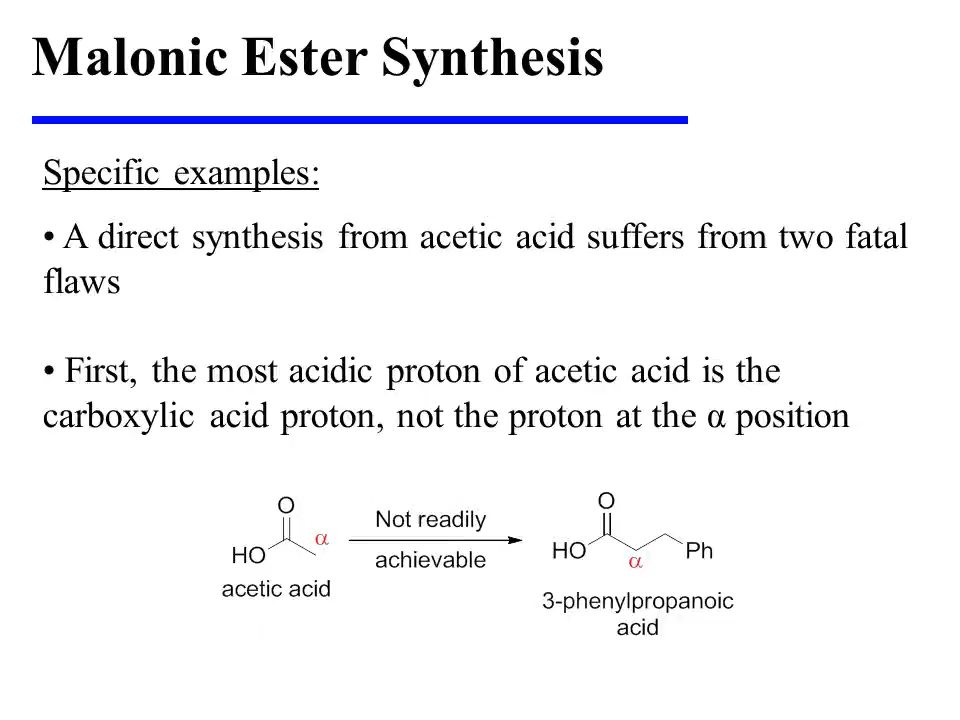 Malonic Ester Synthesis
Specific examples:
• A direct synthesis from acetic acid suffers from two fatal
flaws
• First, the most acidic proton of acetic acid is the
carboxylic acid proton, not the proton at the α position
O
HO
α
acetic acid
Not readily
achievable
O
HO
α
Ph
3-phenylpropanoic
acid